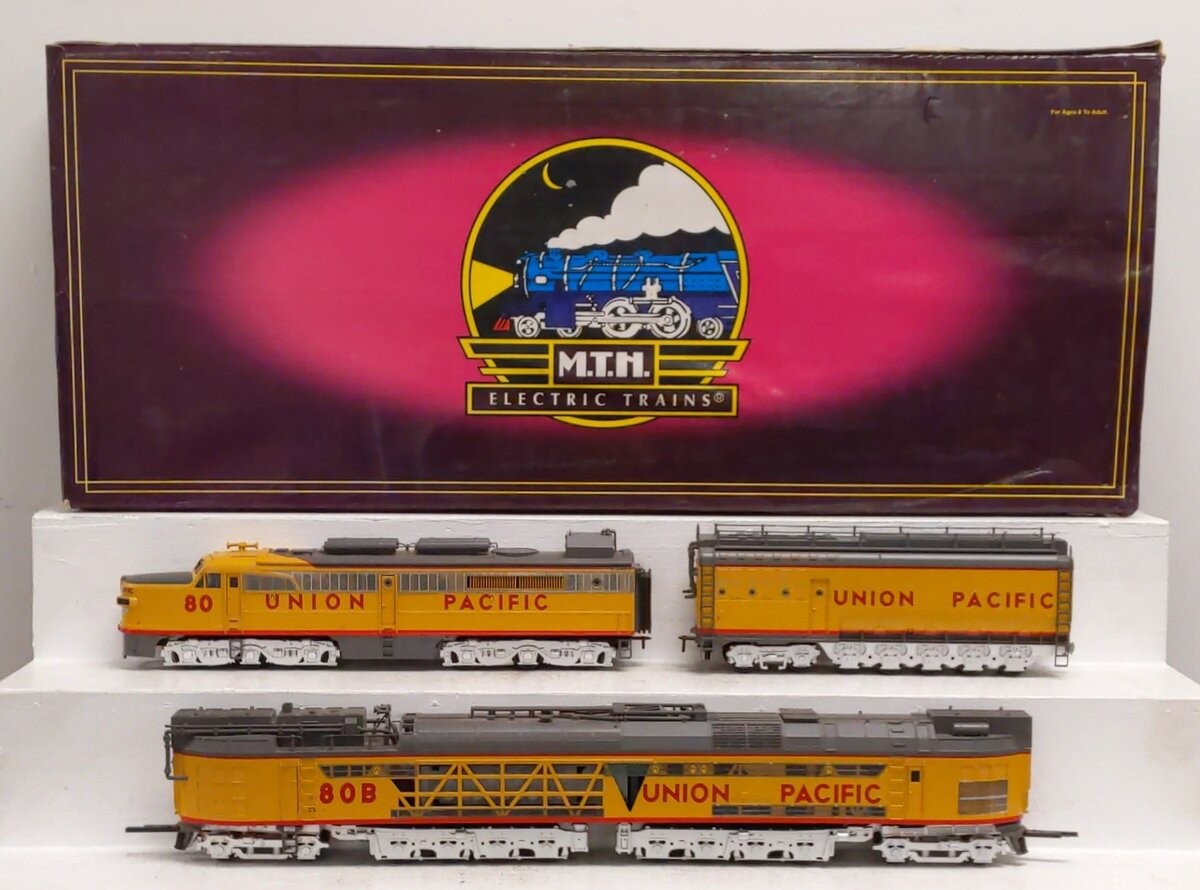 For Ages 8 To Adult
M.T.H.
ELECTRIC TRAINS®
80 UNION PACIFIC
UNION PACIFIC
80B UNION PACIFIC